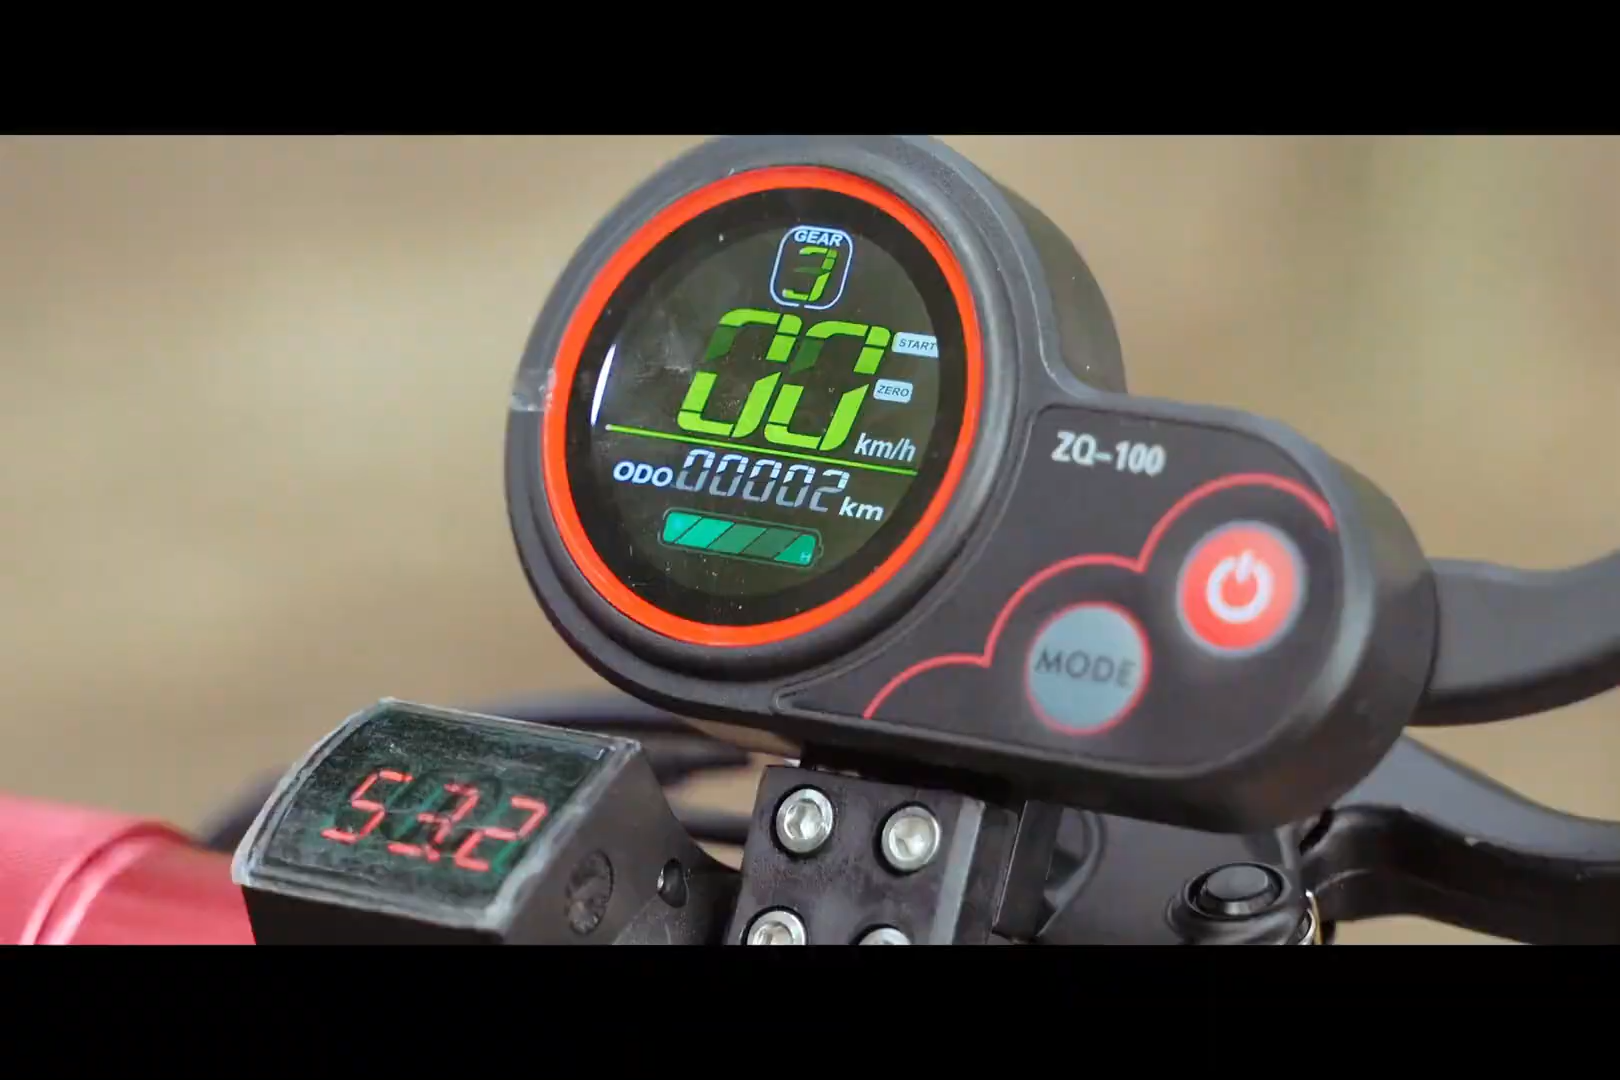 GEAR
3
00 km/h
START
ZERO
ODO 00002 km
ZQ-100
MODE
53.2